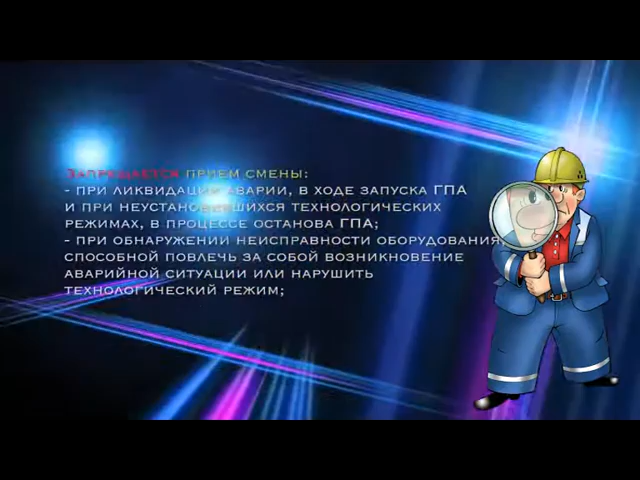 Запрещается прием смены:
- при ликвидации аварии, в ходе запуска ГПА
и при неустановившихся технологических
режимах, в процессе останова ГПА;
- при обнаружении неисправности оборудования,
способной повлечь за собой возникновение
аварийной ситуации или нарушить
технологический режим;